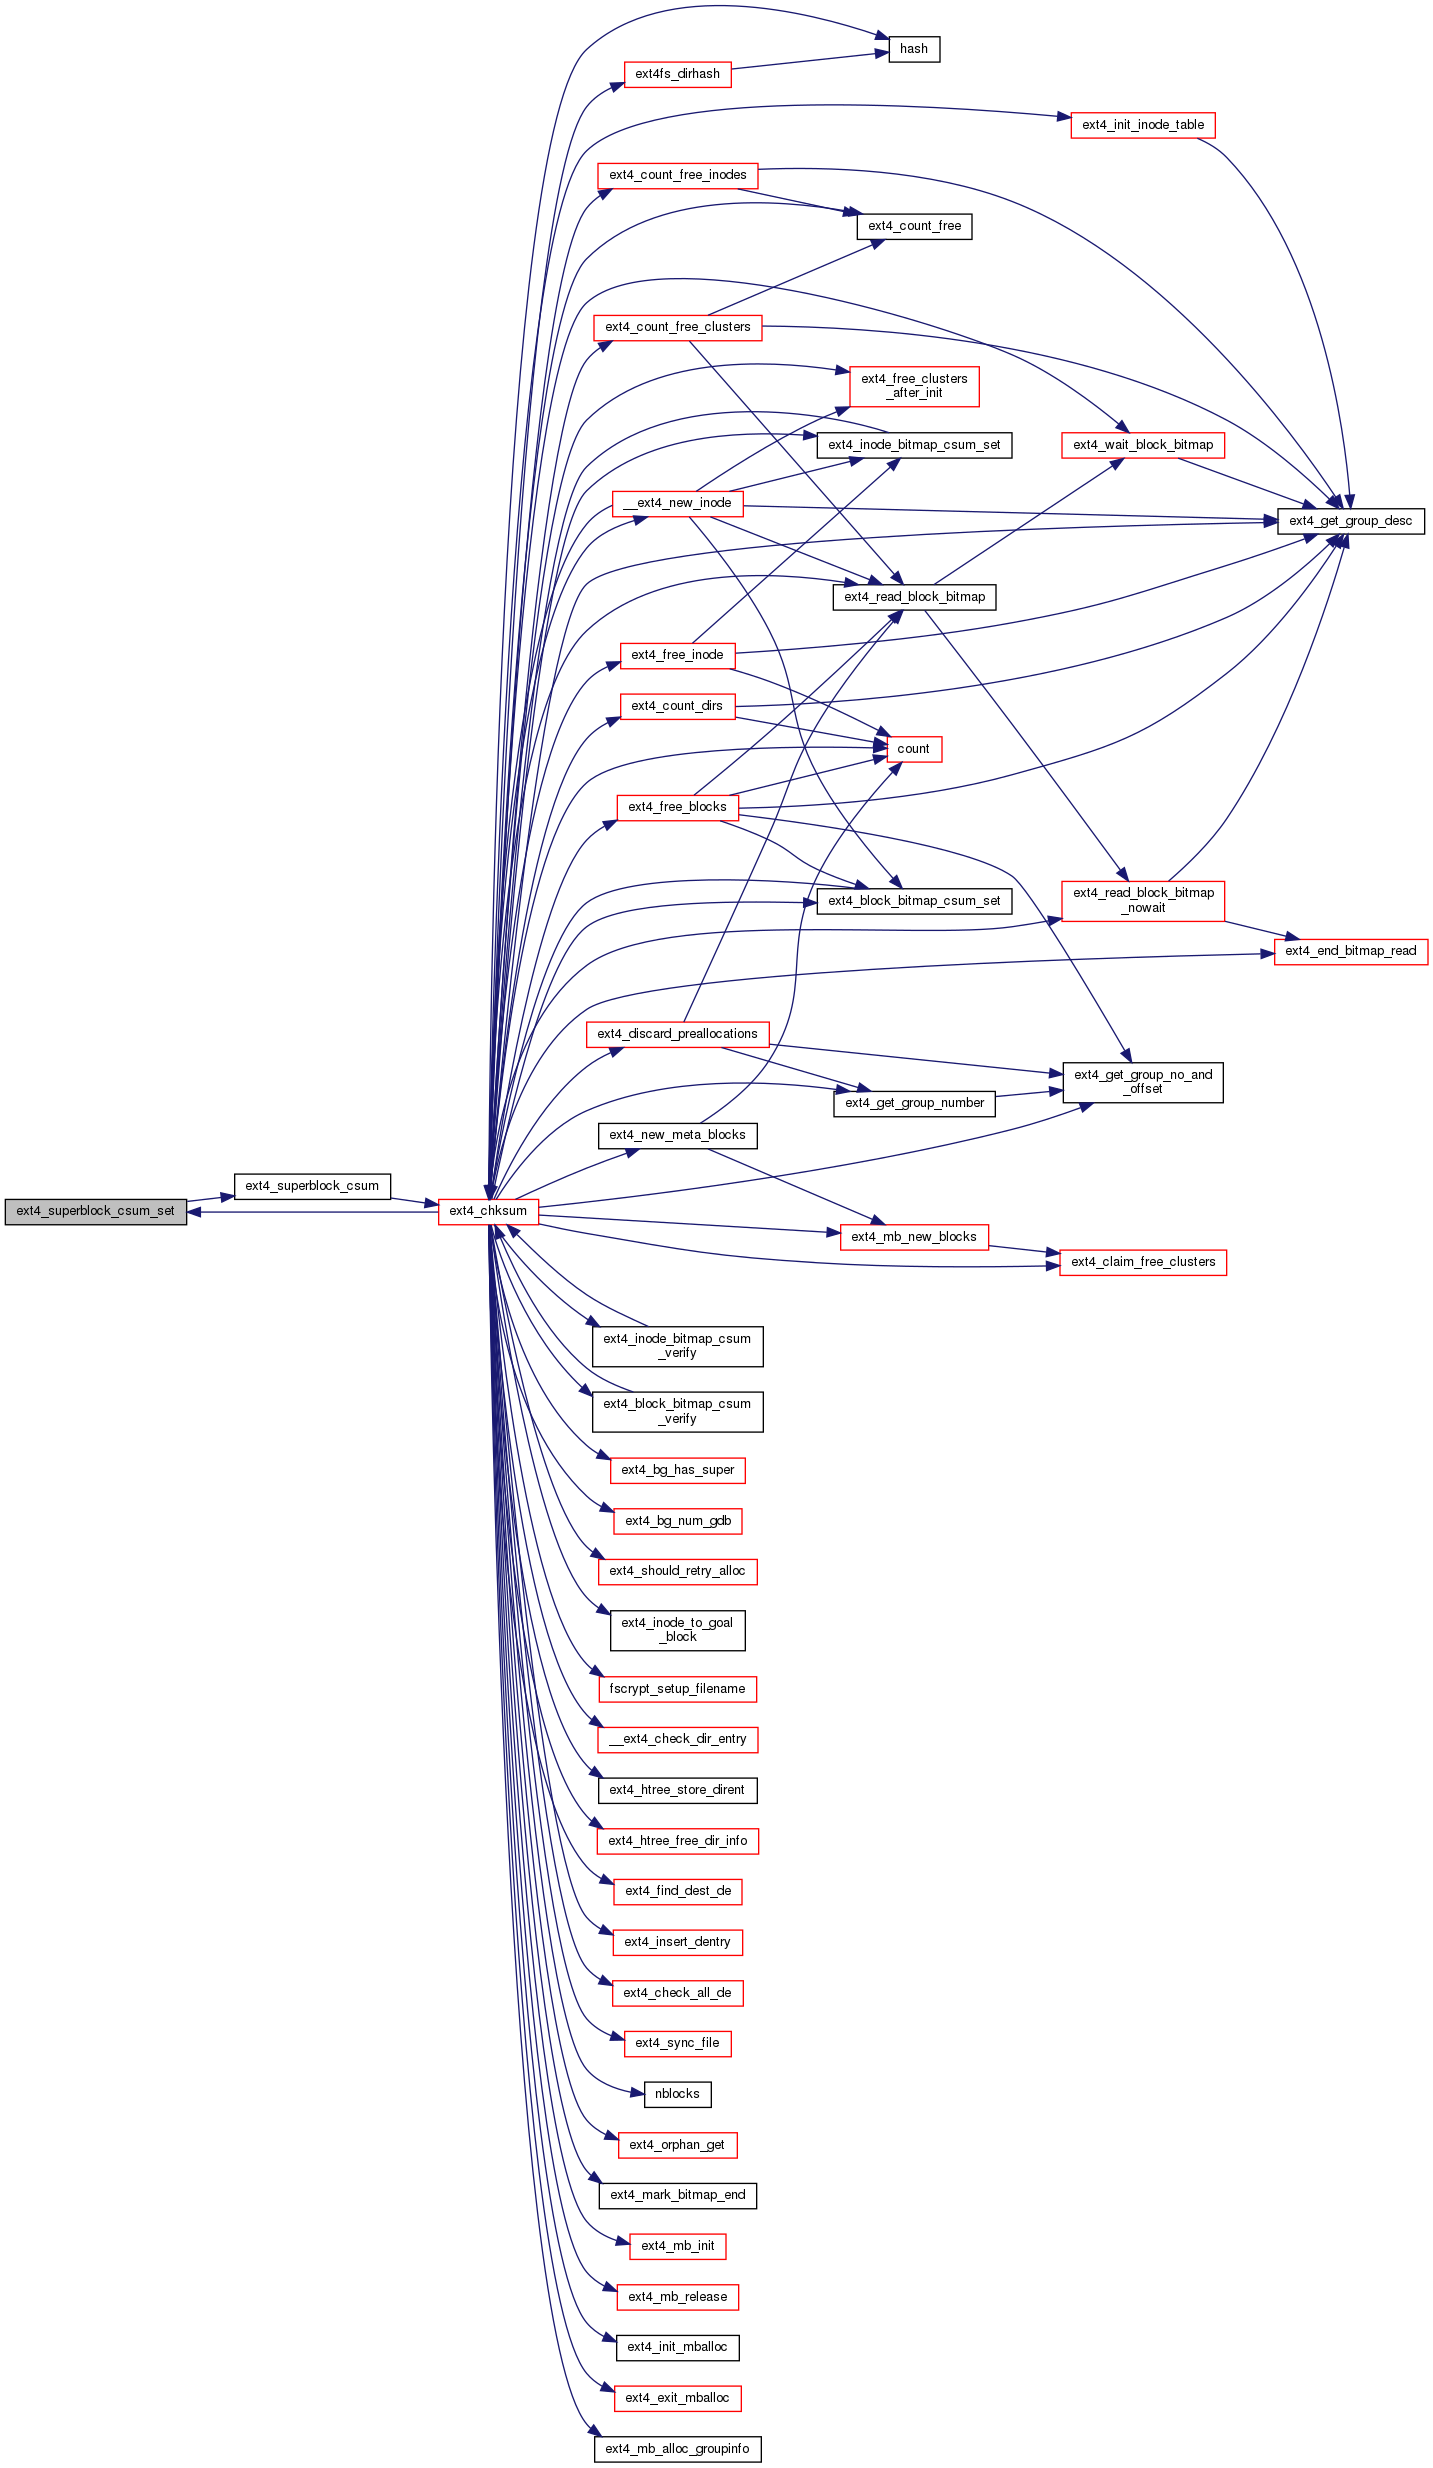 hash
ext4fs_dirhash
ext4_init_inode_table
ext4_count_free_inodes
ext4_count_free
ext4_count_free_clusters
ext4_free_clusters
_after_init
ext4_inode_bitmap_csum_set
ext4_wait_block_bitmap
__ext4_new_inode
ext4_get_group_desc
ext4_read_block_bitmap
ext4_free_inode
ext4_count_dirs
count
ext4_free_blocks
ext4_read_block_bitmap
_nowait
ext4_block_bitmap_csum_set
ext4_end_bitmap_read
ext4_discard_preallocations
ext4_get_group_no_and
_offset
ext4_get_group_number
ext4_new_meta_blocks
ext4_superblock_csum
ext4_superblock_csum_set
ext4_chksum
ext4_mb_new_blocks
ext4_claim_free_clusters
ext4_inode_bitmap_csum
_verify
ext4_block_bitmap_csum
_verify
ext4_bg_has_super
ext4_bg_num_gdb
ext4_should_retry_alloc
ext4_inode_to_goal
_block
fscrypt_setup_filename
__ext4_check_dir_entry
ext4_htree_store_dirent
ext4_htree_free_dir_info
ext4_find_dest_de
ext4_insert_dentry
ext4_check_all_de
ext4_sync_file
nblocks
ext4_orphan_get
ext4_mark_bitmap_end
ext4_mb_init
ext4_mb_release
ext4_init_mballoc
ext4_exit_mballoc
ext4_mb_alloc_groupinfo